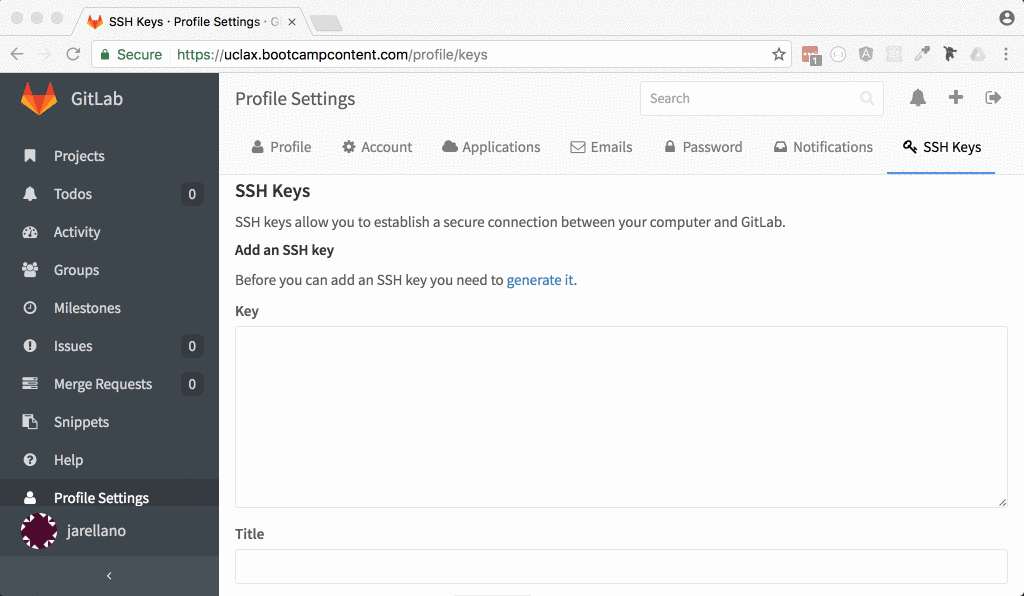 SSH Keys · Profile Settings · G
Secure https://uclax.bootcampcontent.com/profile/keys
1
GitLab
Profile Settings
Search
Profile
Account
Applications
Emails
Password
Notifications
SSH Keys
Projects
Todos 0
Activity
Groups
Milestones
Issues 0
Merge Requests 0
Snippets
Help
Profile Settings
jarellano
SSH Keys
SSH keys allow you to establish a secure connection between your computer and GitLab.
Add an SSH key
Before you can add an SSH key you need to generate it.
Key
Title